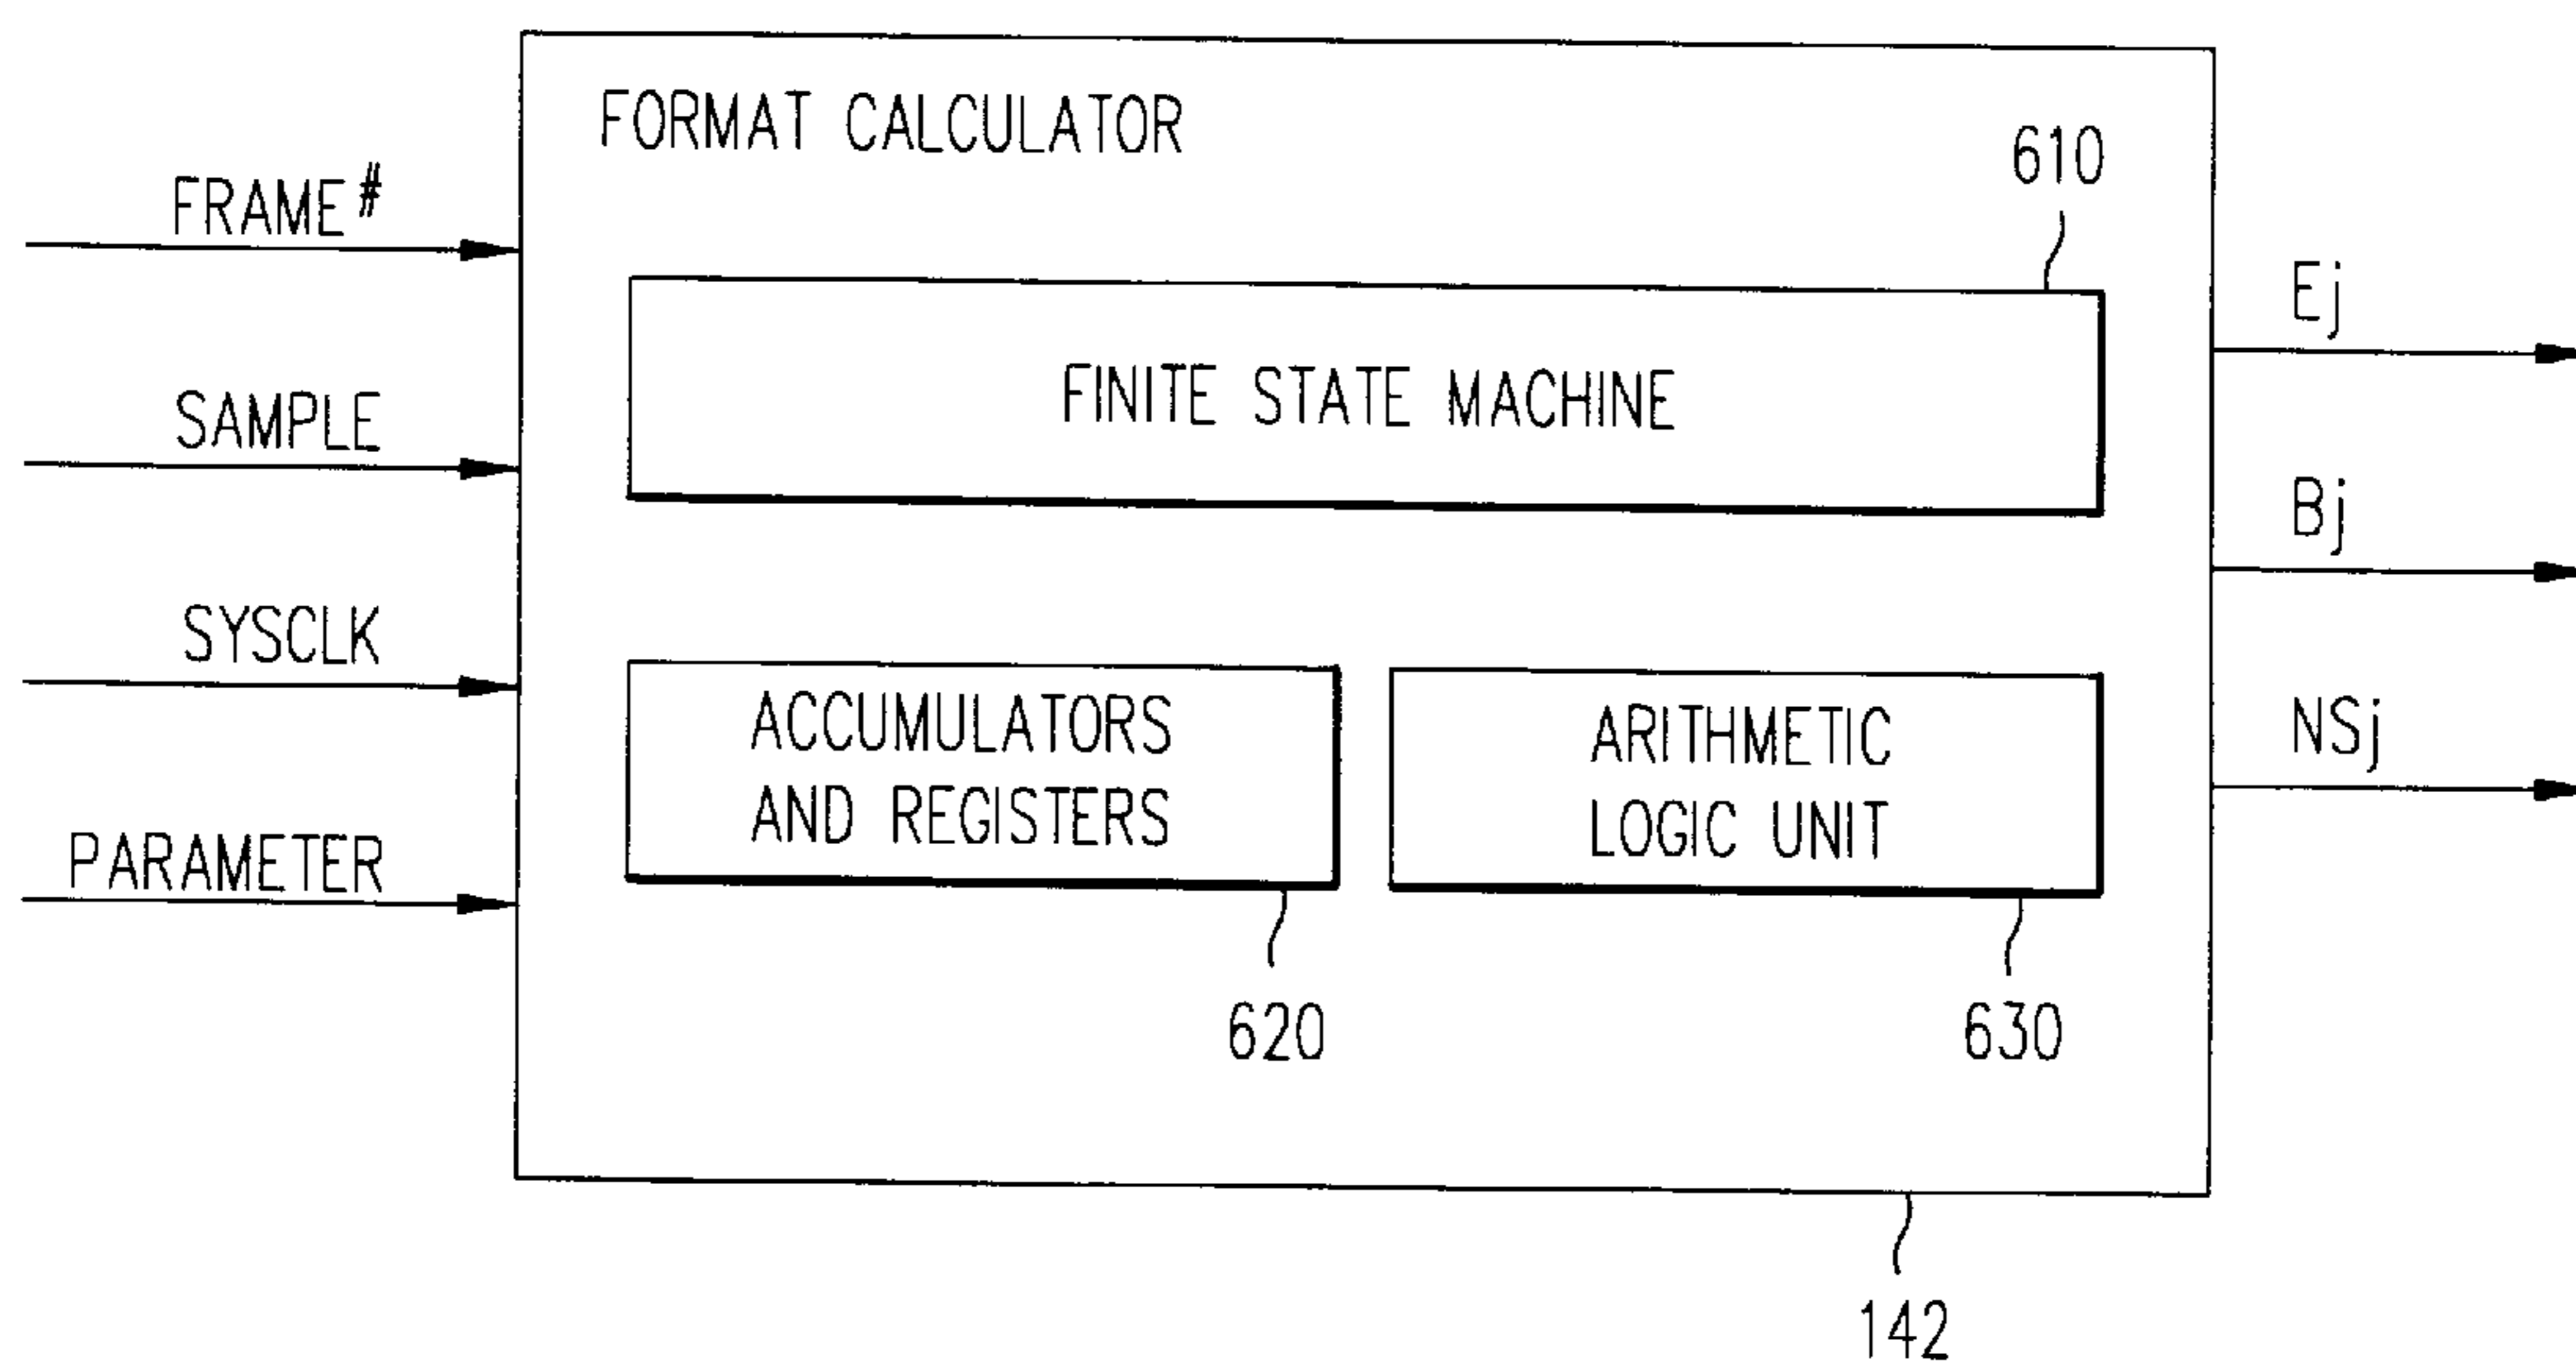 FORMAT CALCULATOR
610
FRAME#
SAMPLE
SYSCLK
PARAMETER
FINITE STATE MACHINE
ACCUMULATORS
AND REGISTERS
ARITHMETIC
LOGIC UNIT
Ej
Bj
NSj
620
630
142